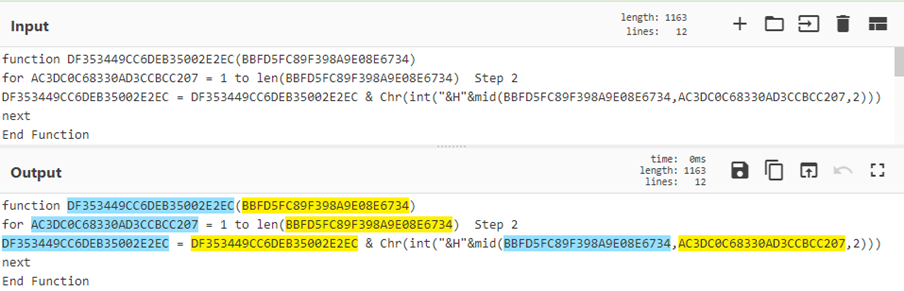 Input
length: 1163
lines: 12
function DF353449CC6DEB35002E2EC(BBFD5FC89F398A9E08E6734)
for AC3DC0C68330AD3CCBCC207 = 1 to len(BBFD5FC89F398A9E08E6734)  Step 2
DF353449CC6DEB35002E2EC = DF353449CC6DEB35002E2EC & Chr(int("&H"&mid(BBFD5FC89F398A9E08E6734,AC3DC0C68330AD3CCBCC207,2)))
next
End Function
Output
time: 0ms
length: 1163
lines: 12
function DF353449CC6DEB35002E2EC(BBFD5FC89F398A9E08E6734)
for AC3DC0C68330AD3CCBCC207 = 1 to len(BBFD5FC89F398A9E08E6734)  Step 2
DF353449CC6DEB35002E2EC = DF353449CC6DEB35002E2EC & Chr(int("&H"&mid(BBFD5FC89F398A9E08E6734,AC3DC0C68330AD3CCBCC207,2)))
next
End Function